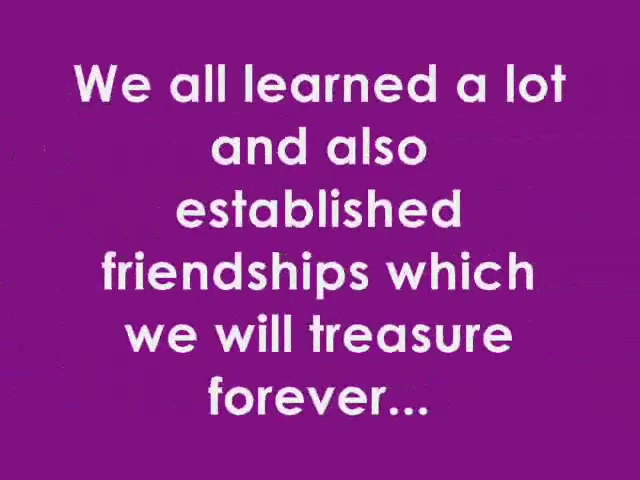 We all learned a lot
and also
established
friendships which
we will treasure
forever...